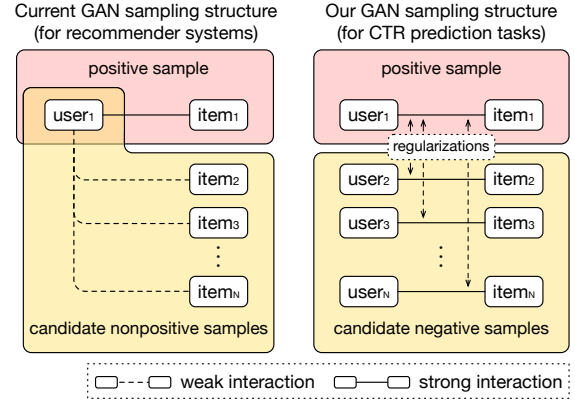 Current GAN sampling structure
(for recommender systems)
positive sample
user1
item1
item2
item3
itemN
candidate nonpositive samples
Our GAN sampling structure
(for CTR prediction tasks)
positive sample
user1
item1
regularizations
user2
item2
user3
item3
userN
itemN
candidate negative samples
weak interaction
strong interaction